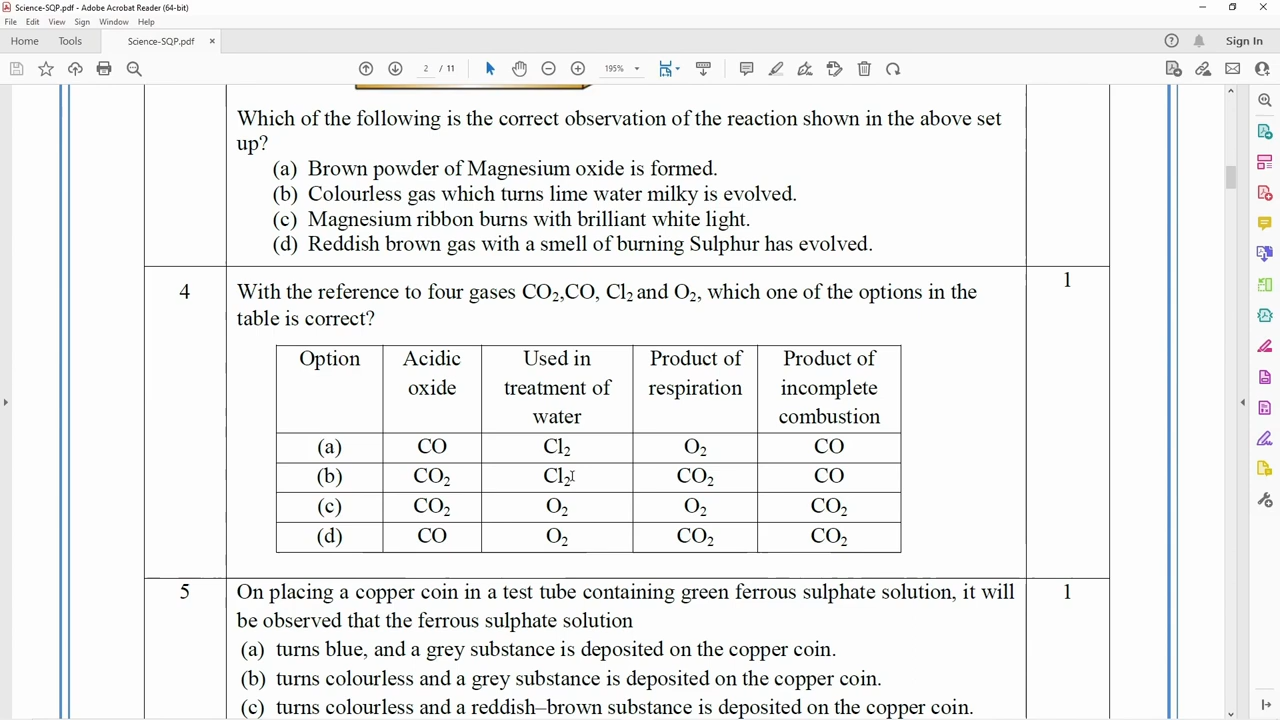 Science-SQP.pdf - Adobe Acrobat Reader (64-bit)
File Edit View Sign Window Help
Home Tools Science-SQP.pdf × Sign In
2 / 11 195%
Which of the following is the correct observation of the reaction shown in the above set
up?
(a) Brown powder of Magnesium oxide is formed.
(b) Colourless gas which turns lime water milky is evolved.
(c) Magnesium ribbon burns with brilliant white light.
(d) Reddish brown gas with a smell of burning Sulphur has evolved.
4 With the reference to four gases CO₂,CO, Cl₂ and O₂, which one of the options in the 1
table is correct?
Option Acidic Used in Product of Product of
oxide treatment of respiration incomplete
water combustion
(a) CO Cl₂ O₂ CO
(b) CO₂ Cl₂ CO₂ CO
(c) CO₂ O₂ O₂ CO₂
(d) CO O₂ CO₂ CO₂
5 On placing a copper coin in a test tube containing green ferrous sulphate solution, it will 1
be observed that the ferrous sulphate solution
(a) turns blue, and a grey substance is deposited on the copper coin.
(b) turns colourless and a grey substance is deposited on the copper coin.
(c) turns colourless and a reddish–brown substance is deposited on the copper coin.